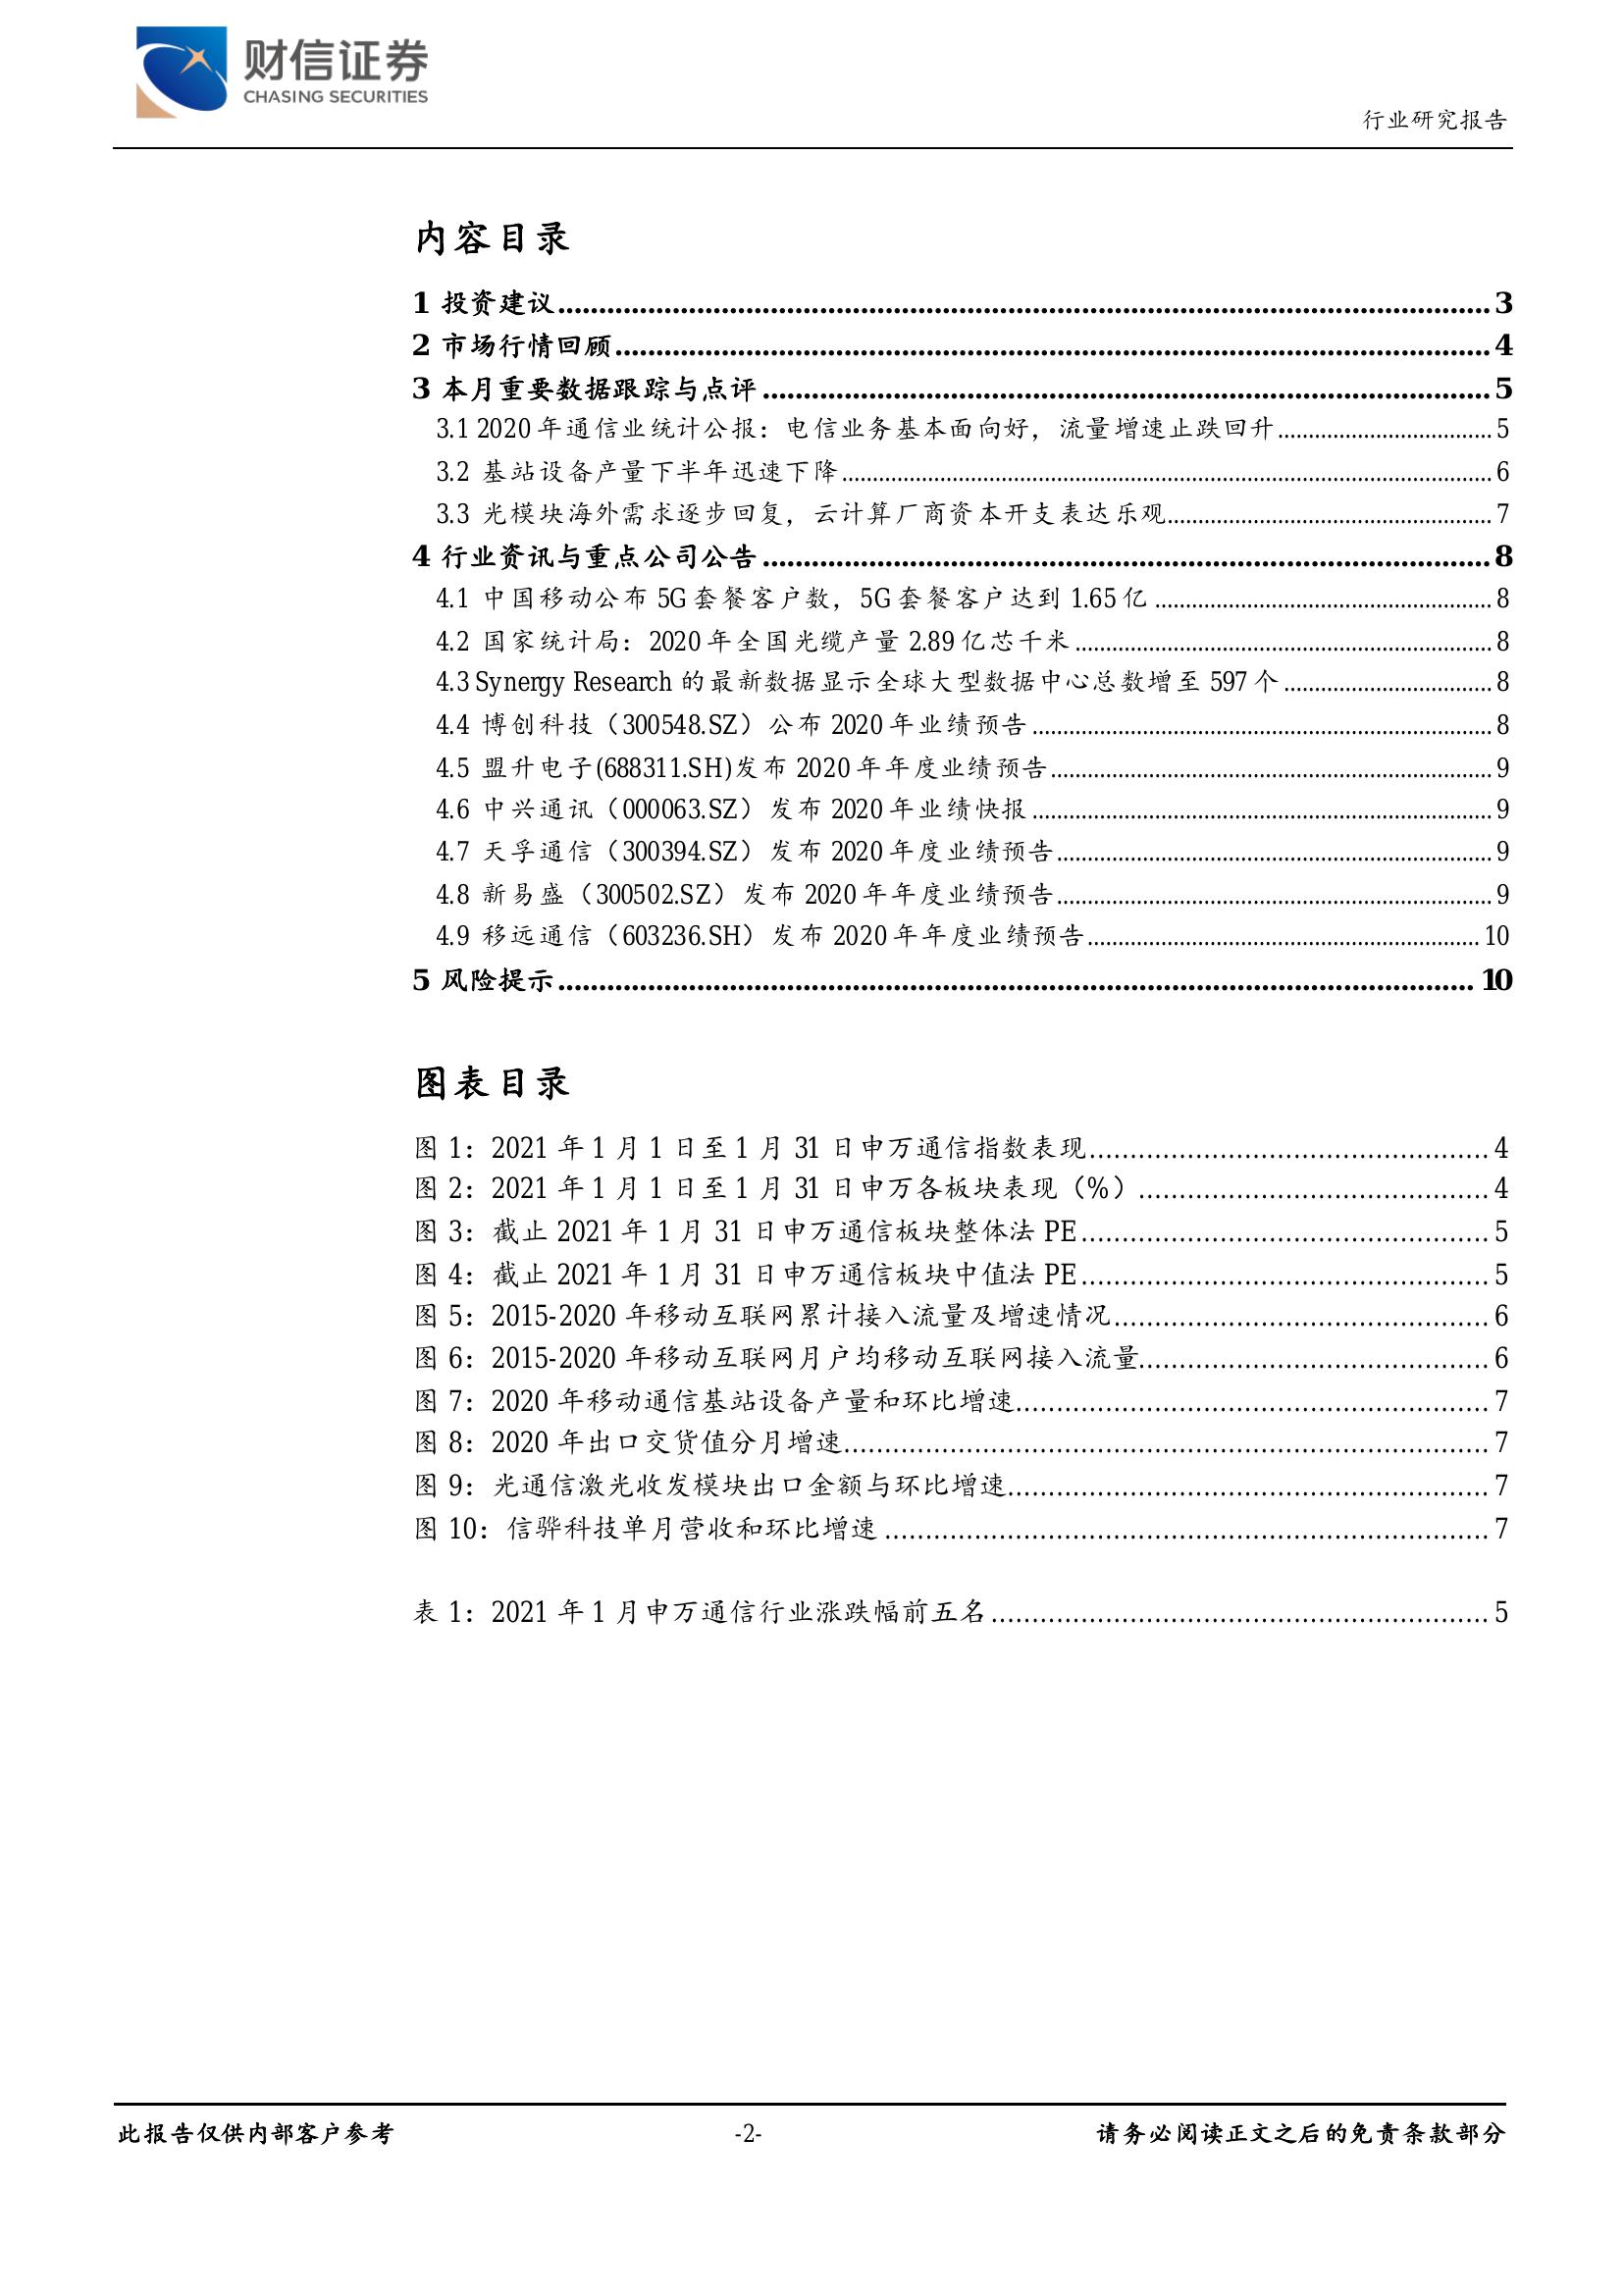 财信证券
CHASING SECURITIES
行业研究报告
内容目录
1 投资建议........ 3
2 市场行情回顾........ 4
3 本月重要数据跟踪与点评........ 5
3.1 2020 年通信业统计公报：电信业务基本面向好，流量增速止跌回升........ 5
3.2 基站设备产量下半年迅速下降........ 6
3.3 光模块海外需求逐步回复，云计算厂商资本开支表达乐观........ 7
4 行业资讯与重点公司公告........ 8
4.1 中国移动公布 5G 套餐客户数，5G 套餐客户达到 1.65 亿........ 8
4.2 国家统计局：2020 年全国光缆产量 2.89 亿芯千米........ 8
4.3 Synergy Research 的最新数据显示全球大型数据中心总数增至 597 个........ 8
4.4 博创科技（300548.SZ）公布 2020 年业绩预告........ 8
4.5 盟升电子(688311.SH)发布 2020 年年度业绩预告........ 9
4.6 中兴通讯（000063.SZ）发布 2020 年业绩快报........ 9
4.7 天孚通信（300394.SZ）发布 2020 年度业绩预告........ 9
4.8 新易盛（300502.SZ）发布 2020 年年度业绩预告........ 9
4.9 移远通信（603236.SH）发布 2020 年年度业绩预告........ 10
5 风险提示........ 10
图表目录
图 1：2021 年 1 月 1 日至 1 月 31 日申万通信指数表现........ 4
图 2：2021 年 1 月 1 日至 1 月 31 日申万各板块表现（%）........ 4
图 3：截止 2021 年 1 月 31 日申万通信板块整体法 PE........ 5
图 4：截止 2021 年 1 月 31 日申万通信板块中值法 PE........ 5
图 5：2015-2020 年移动互联网累计接入流量及增速情况........ 6
图 6：2015-2020 年移动互联网月户均移动互联网接入流量........ 6
图 7：2020 年移动通信基站设备产量和环比增速........ 7
图 8：2020 年出口交货值分月增速........ 7
图 9：光通信激光收发模块出口金额与环比增速........ 7
图 10：信骅科技单月营收和环比增速........ 7
表 1：2021 年 1 月申万通信行业涨跌幅前五名........ 5
此报告仅供内部客户参考
-2-
请务必阅读正文之后的免责条款部分